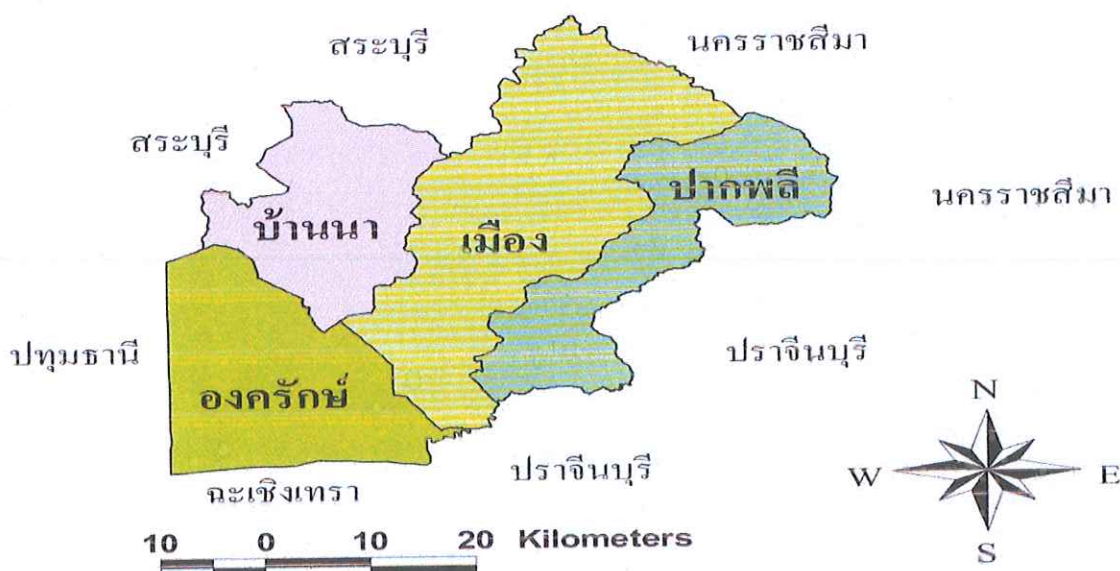 สระบุรี
นครราชสีมา
สระบุรี
ปากพลี
นครราชสีมา
บ้านนา
เมือง
ปทุมธานี
ปราจีนบุรี
องครักษ์
N
ปราจีนบุรี
W
E
ฉะเชิงเทรา
10 0 10 20 Kilometers
S